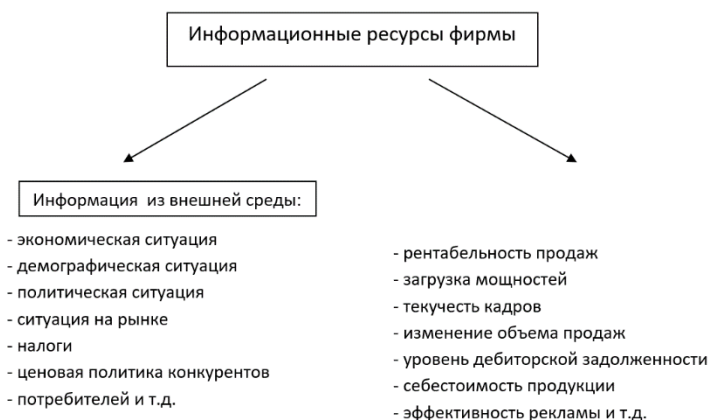 Информационные ресурсы фирмы
Информация из внешней среды:
- экономическая ситуация
- демографическая ситуация
- политическая ситуация
- ситуация на рынке
- налоги
- ценовая политика конкурентов
- потребителей и т.д.
- рентабельность продаж
- загрузка мощностей
- текучесть кадров
- изменение объема продаж
- уровень дебиторской задолженности
- себестоимость продукции
- эффективность рекламы и т.д.